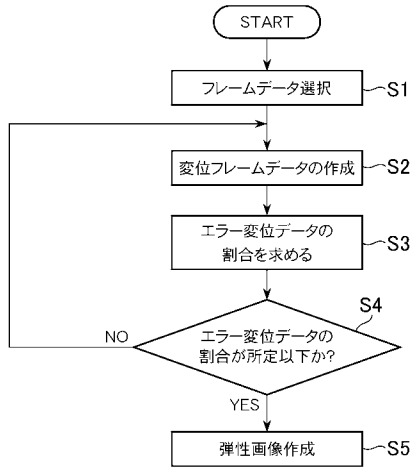 START
フレームデータ選択
S1
変位フレームデータの作成
S2
エラー変位データの
割合を求める
S3
S4
エラー変位データの
割合が所定以下か?
NO
YES
弾性画像作成
S5